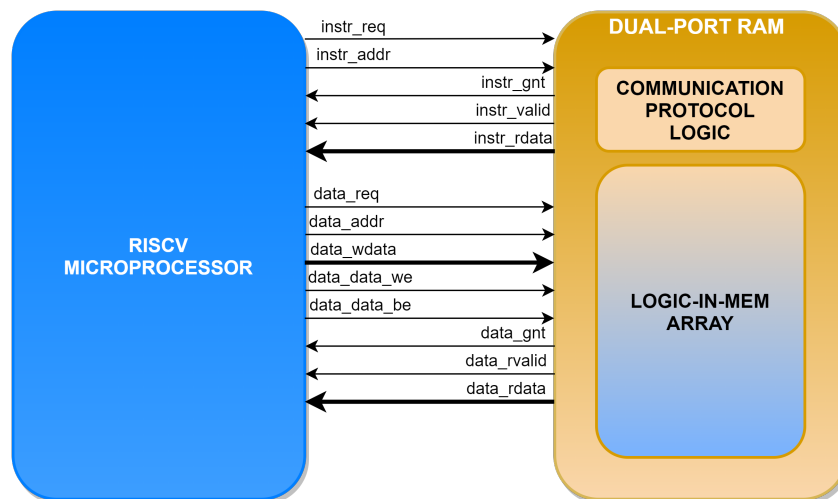 RISCV
MICROPROCESSOR
instr_req
instr_addr
instr_gnt
instr_valid
instr_rdata
data_req
data_addr
data_wdata
data_data_we
data_data_be
data_gnt
data_rvalid
data_rdata
DUAL-PORT RAM
COMMUNICATION
PROTOCOL
LOGIC
LOGIC-IN-MEM
ARRAY